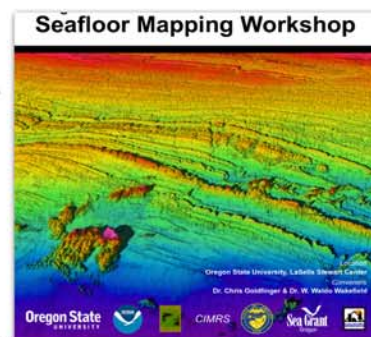 Seafloor Mapping Workshop
Location:
Oregon State University, LaSells Stewart Center
Conveners:
Dr. Chris Goldfinger & Dr. W. Waldo Wakefield
Oregon State
UNIVERSITY
NOAA
CIMRS
Sea Grant
Oregon